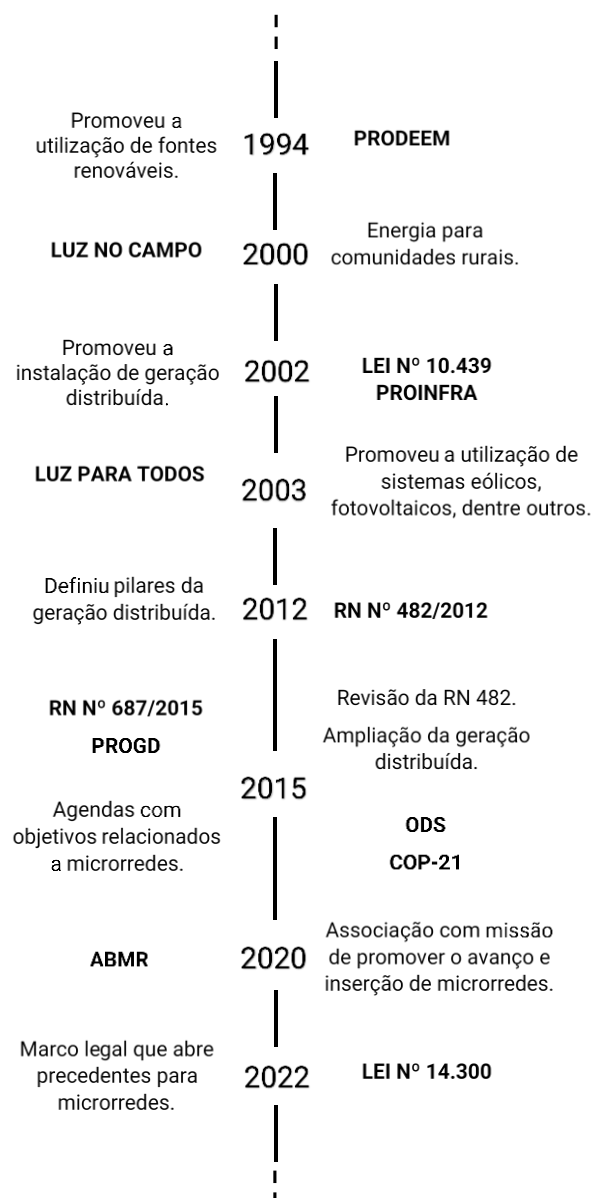 Promoveu a
utilização de fontes
renováveis.
1994
PRODEEM
LUZ NO CAMPO
2000
Energia para
comunidades rurais.
Promoveu a
instalação de geração
distribuída.
2002
LEI Nº 10.439
PROINFRA
LUZ PARA TODOS
2003
Promoveu a utilização de
sistemas eólicos,
fotovoltaicos, dentre outros.
Definiu pilares da
geração distribuída.
2012
RN Nº 482/2012
RN Nº 687/2015
PROGD
Revisão da RN 482.
Ampliação da geração
distribuída.
2015
Agendas com
objetivos relacionados
a microrredes.
ODS
COP-21
ABMR
2020
Associação com missão
de promover o avanço e
inserção de microrredes.
Marco legal que abre
precedentes para
microrredes.
2022
LEI Nº 14.300